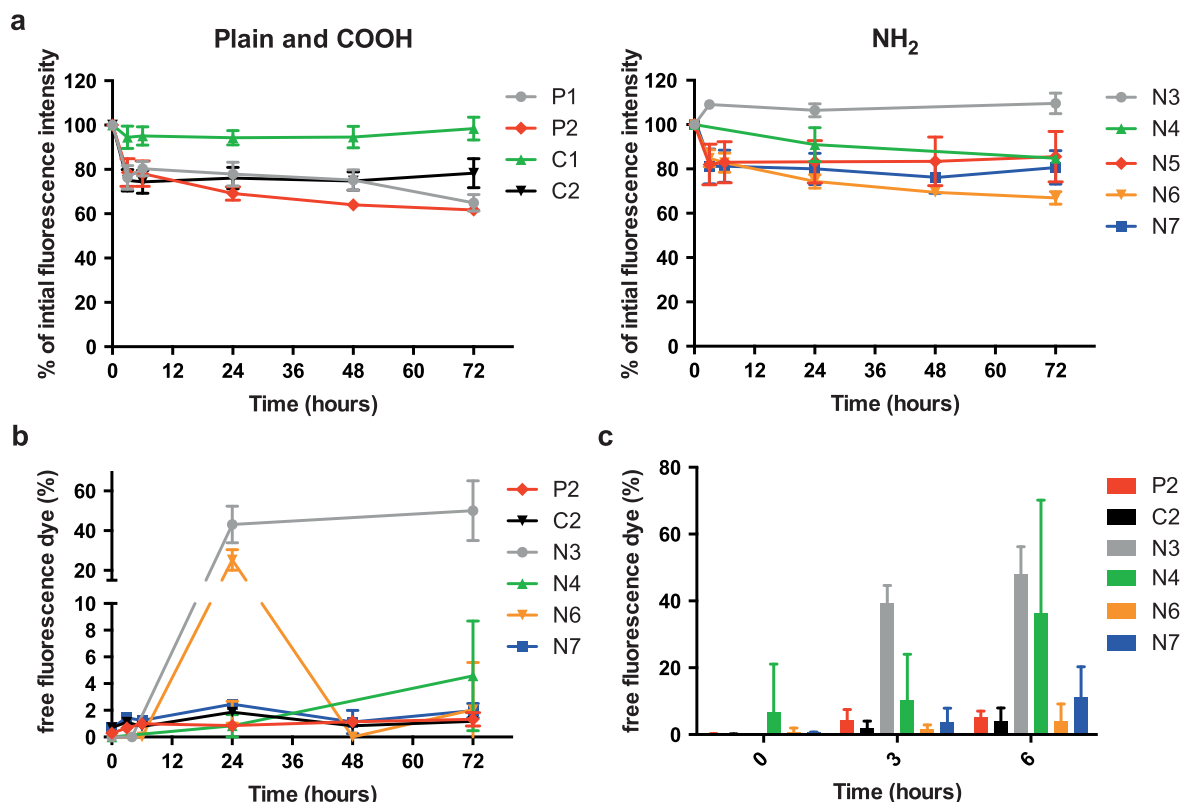 a
Plain and COOH
% of intial fluorescence intensity
120
100
80
60
40
20
0
0 12 24 36 48 60 72
Time (hours)
P1
P2
C1
C2
NH2
% of intial fluorescence intensity
120
100
80
60
40
20
0
0 12 24 36 48 60 72
Time (hours)
N3
N4
N5
N6
N7
b
free fluorescence dye (%)
60
40
20
10
8
6
4
2
0
0 12 24 36 48 60 72
Time (hours)
P2
C2
N3
N4
N6
N7
c
free fluorescence dye (%)
80
60
40
20
0
0 3 6
Time (hours)
P2
C2
N3
N4
N6
N7